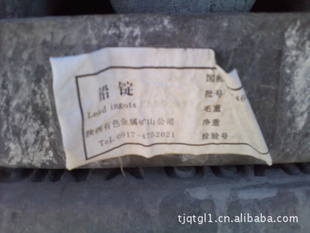 铅锭
Lead ingots
陕西有色金属矿山公司
TeL 0917-4752021
国标
批号
毛重
净重
检验号
tjqtgl1.cn.alibaba.com